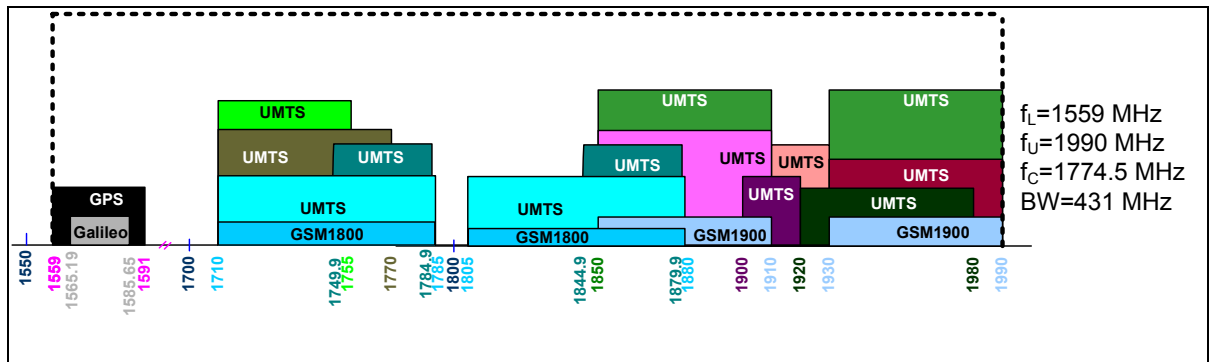 UMTS
UMTS
UMTS
UMTS
GSM1800
GPS
Galileo
UMTS
UMTS
UMTS
UMTS
GSM1800
GSM1900
UMTS
UMTS
UMTS
UMTS
UMTS
GSM1900
fL=1559 MHz
fU=1990 MHz
fC=1774.5 MHz
BW=431 MHz
1550
1559
1565.19
1585.65
1591
1700
1710
1749.9
1755
1770
1784.9
1785
1800
1805
1844.9
1850
1879.9
1880
1900
1910
1920
1930
1980
1990